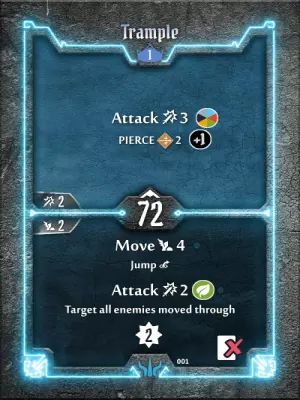 Trample
1
Attack 3
PIERCE 2 +1
2
72
2
Move 4
Jump
Attack 2
Target all enemies moved through
2
001